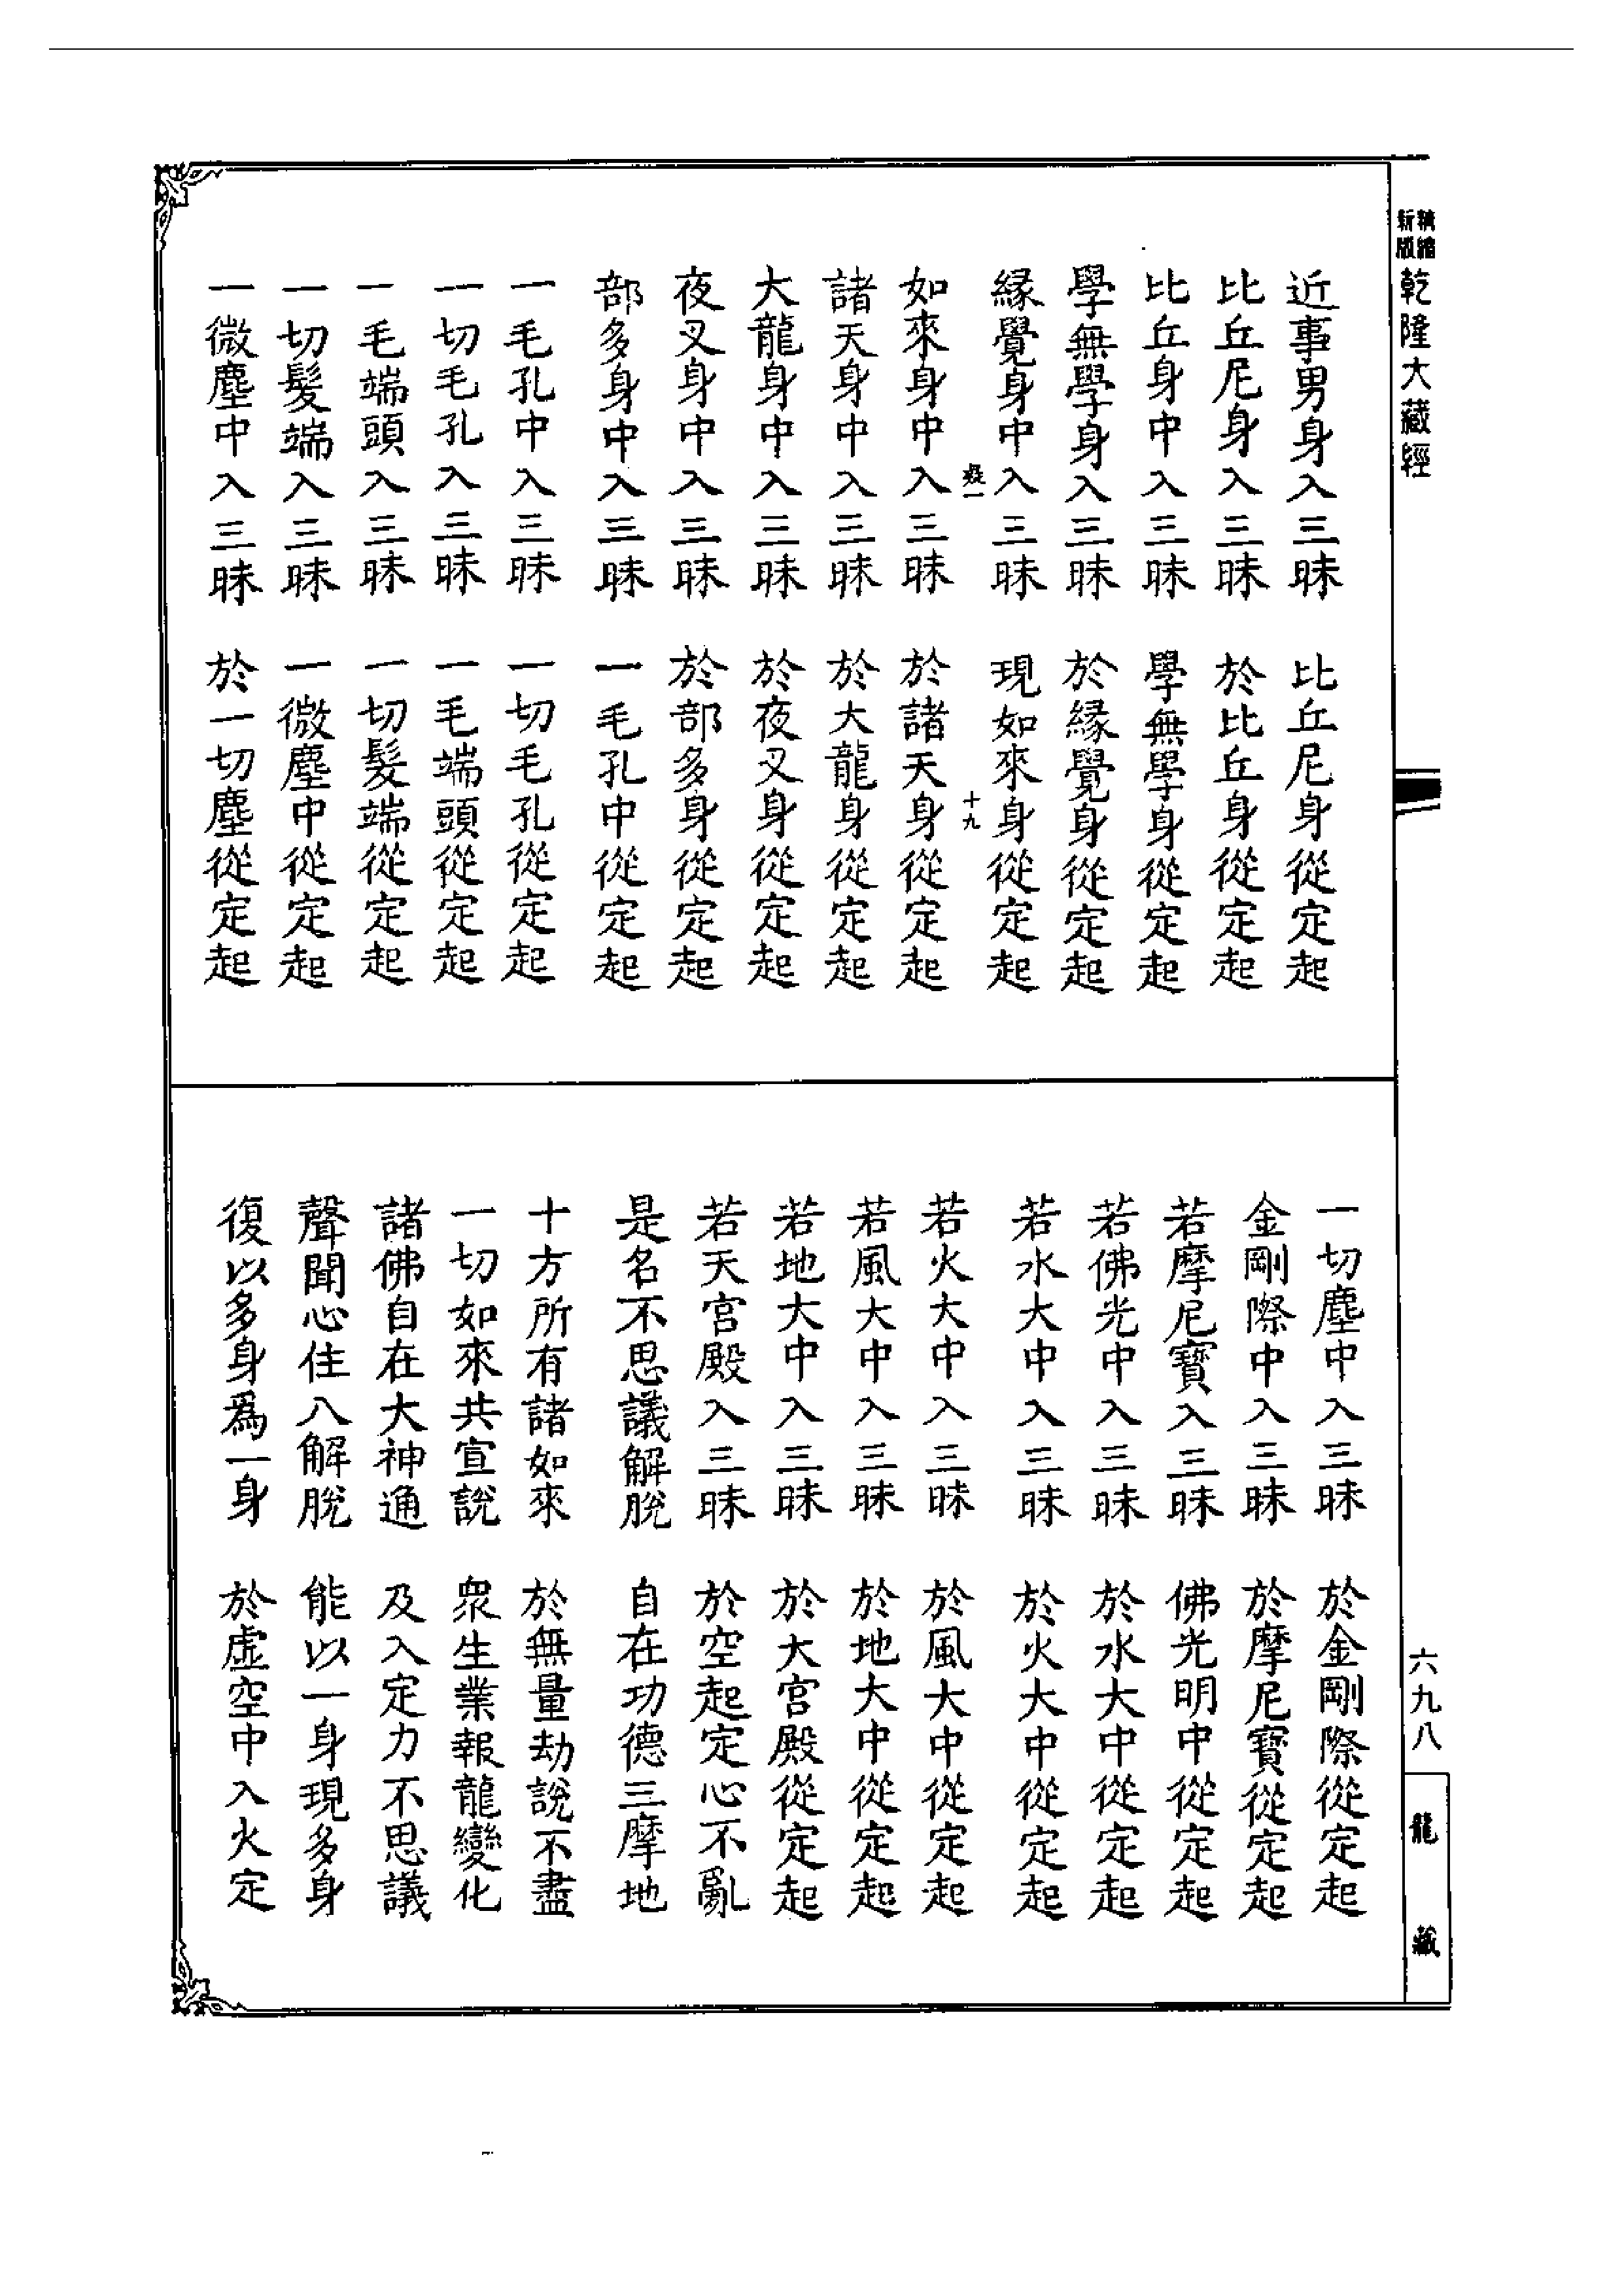 精縮新版乾隆大藏經
近事男身入三昧　比丘尼身從定起
比丘尼身入三昧　於比丘身從定起
比丘身中入三昧　學無學身從定起
學無學身入三昧　於緣覺身從定起
緣覺身中入三昧　現如來身從定起
十九
如來身中入三昧　於諸天身從定起
諸天身中入三昧　於大龍身從定起
大龍身中入三昧　於夜叉身從定起
夜叉身中入三昧　於部多身從定起
部多身中入三昧　一毛孔中從定起
一毛孔中入三昧　一切毛孔從定起
一切毛孔入三昧　一毛端頭從定起
一毛端頭入三昧　一切髮端從定起
一切髮端入三昧　一微塵中從定起
一微塵中入三昧　於一切塵從定起
一切塵中入三昧　於金剛際從定起
金剛際中入三昧　於摩尼寶從定起
若摩尼寶入三昧　佛光明中從定起
若佛光中入三昧　於水大中從定起
若水大中入三昧　於火大中從定起
若火大中入三昧　於風大中從定起
若風大中入三昧　於地大中從定起
若地大中入三昧　於大宮殿從定起
若天宮殿入三昧　於空起定心不亂
是名不思議解脫　自在功德三摩地
十方所有諸如來　於無量劫說不盡
一切如來共宣說　眾生業報龍變化
諸佛自在大神通　及入定力不思議
聲聞心住八解脫　能以一身現多身
復以多身為一身　於虛空中入火定
六九八
龍藏